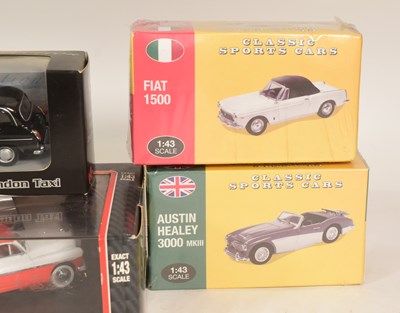 CLASSIC
SPORTS CARS
FIAT
1500
1:43
SCALE
ndon Taxi
CLASSIC
SPORTS CARS
AUSTIN
HEALEY
3000 MKIII
1:43
SCALE
EXACT
1:43
SCALE